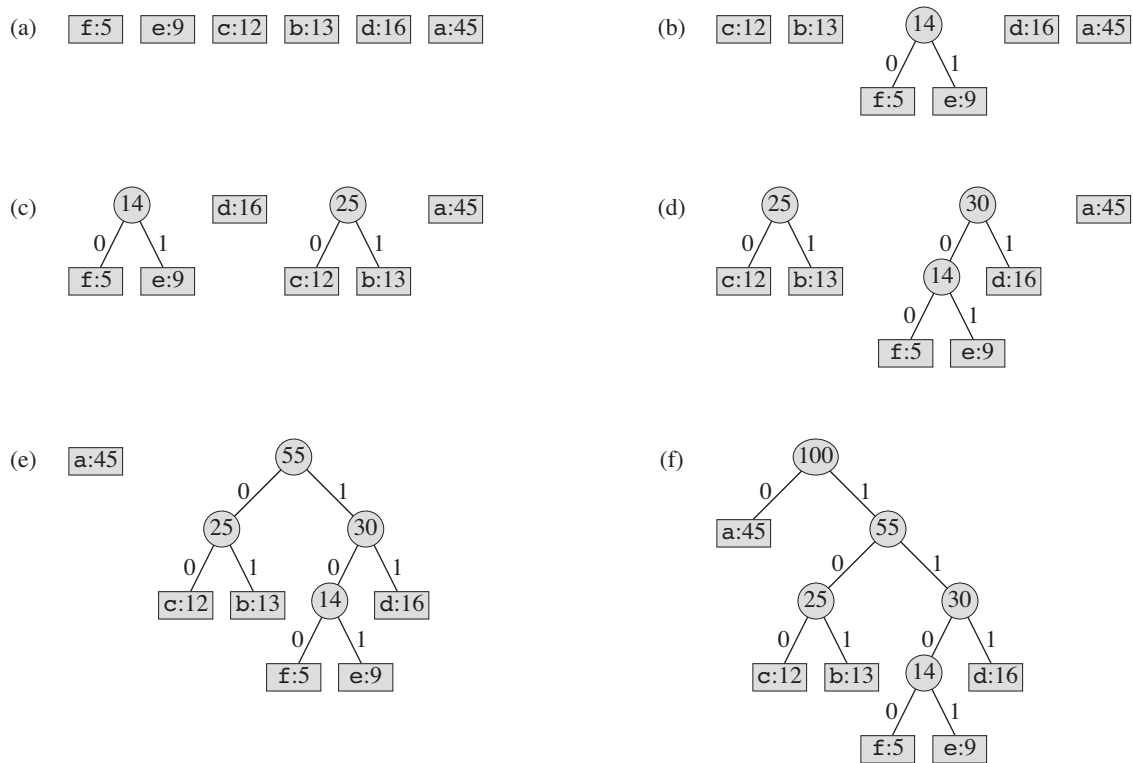 (a) f:5 e:9 c:12 b:13 d:16 a:45
(b) c:12 b:13 14 d:16 a:45
0 1
f:5 e:9
(c) 14 d:16 25 a:45
0 1 0 1
f:5 e:9 c:12 b:13
(d) 25 30 a:45
0 1 0 1
c:12 b:13 14 d:16
0 1
f:5 e:9
(e) a:45 55
0 1
25 30
0 1 0 1
c:12 b:13 14 d:16
0 1
f:5 e:9
(f) 100
0 1
a:45 55
0 1
25 30
0 1 0 1
c:12 b:13 14 d:16
0 1
f:5 e:9